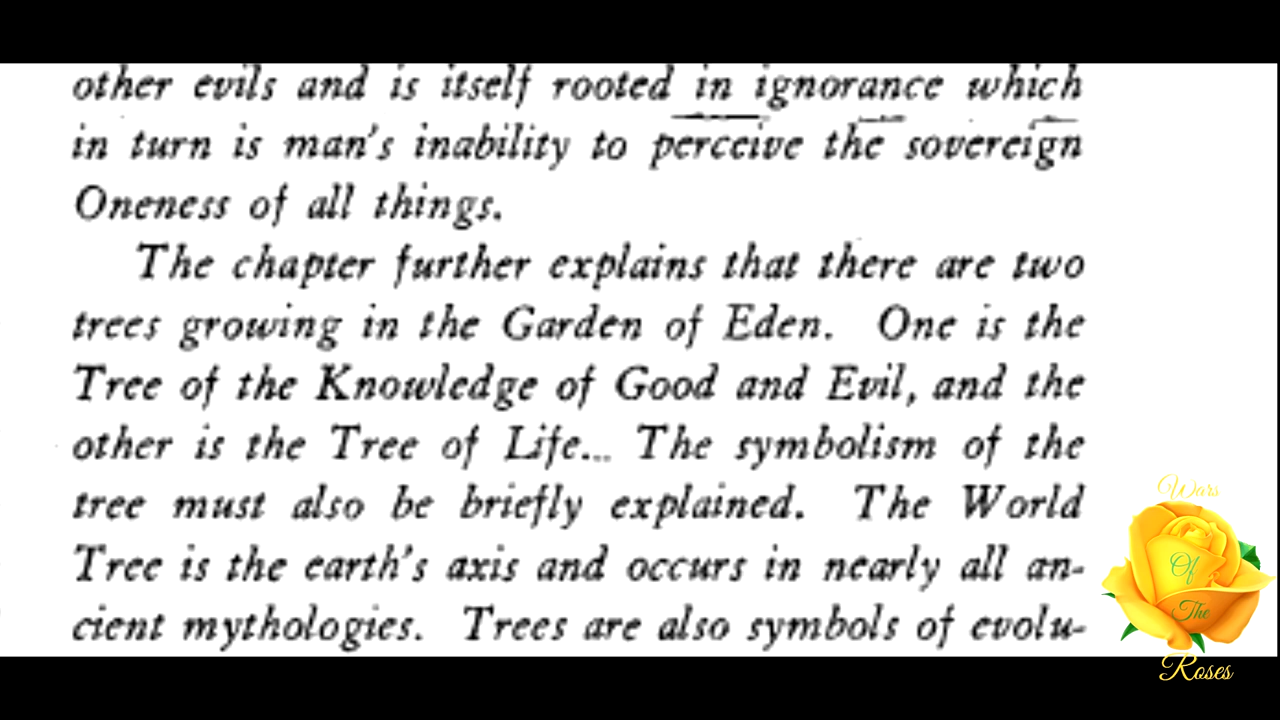 other evils and is itself rooted in ignorance which
in turn is man's inability to perceive the sovereign
Oneness of all things.
The chapter further explains that there are two
trees growing in the Garden of Eden. One is the
Tree of the Knowledge of Good and Evil, and the
other is the Tree of Life... The symbolism of the
tree must also be briefly explained. The World
Tree is the earth's axis and occurs in nearly all an-
cient mythologies. Trees are also symbols of evolu-
Wars
Of
The
Roses